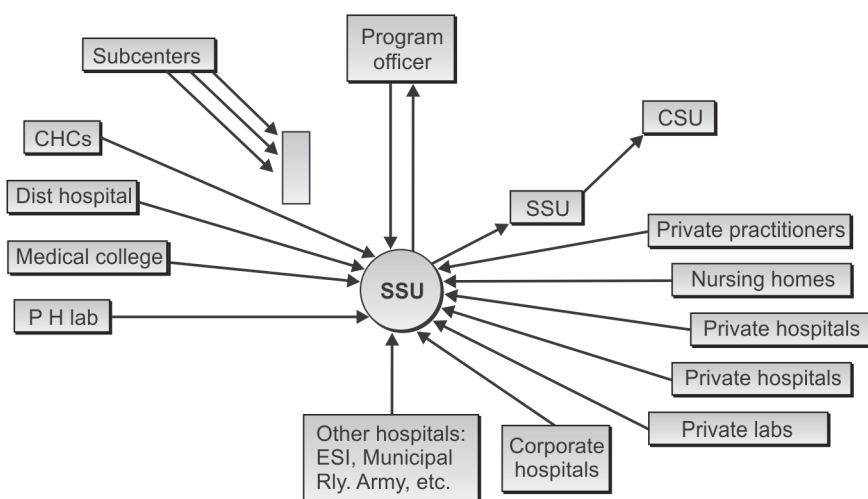 Subcenters
Program
officer
CHCs
CSU
Dist hospital
SSU
Private practitioners
Medical college
SSU
Nursing homes
P H lab
Private hospitals
Private hospitals
Other hospitals:
ESI, Municipal
Rly. Army, etc.
Corporate
hospitals
Private labs